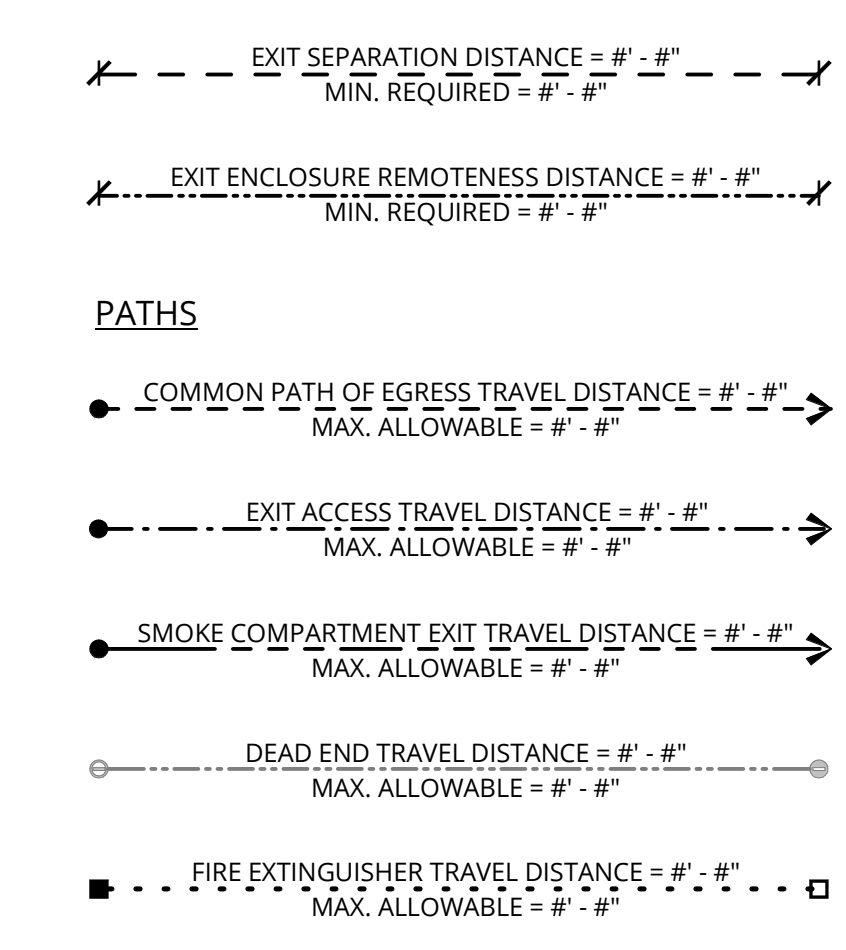 EXIT SEPARATION DISTANCE = #' - #"
MIN. REQUIRED = #' - #"
EXIT ENCLOSURE REMOTENESS DISTANCE = #' - #"
MIN. REQUIRED = #' - #"
PATHS
COMMON PATH OF EGRESS TRAVEL DISTANCE = #' - #"
MAX. ALLOWABLE = #' - #"
EXIT ACCESS TRAVEL DISTANCE = #' - #"
MAX. ALLOWABLE = #' - #"
SMOKE COMPARTMENT EXIT TRAVEL DISTANCE = #' - #"
MAX. ALLOWABLE = #' - #"
DEAD END TRAVEL DISTANCE = #' - #"
MAX. ALLOWABLE = #' - #"
FIRE EXTINGUISHER TRAVEL DISTANCE = #' - #"
MAX. ALLOWABLE = #' - #"